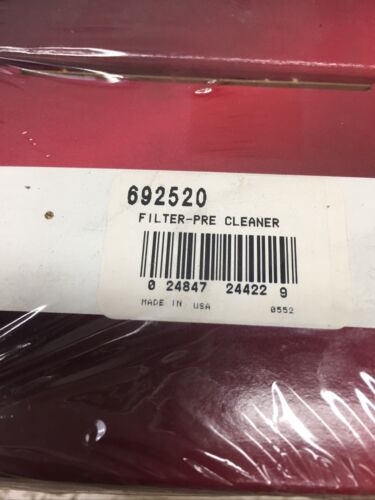 692520
FILTER-PRE CLEANER
0 24847 24422 9
MADE IN USA 0552